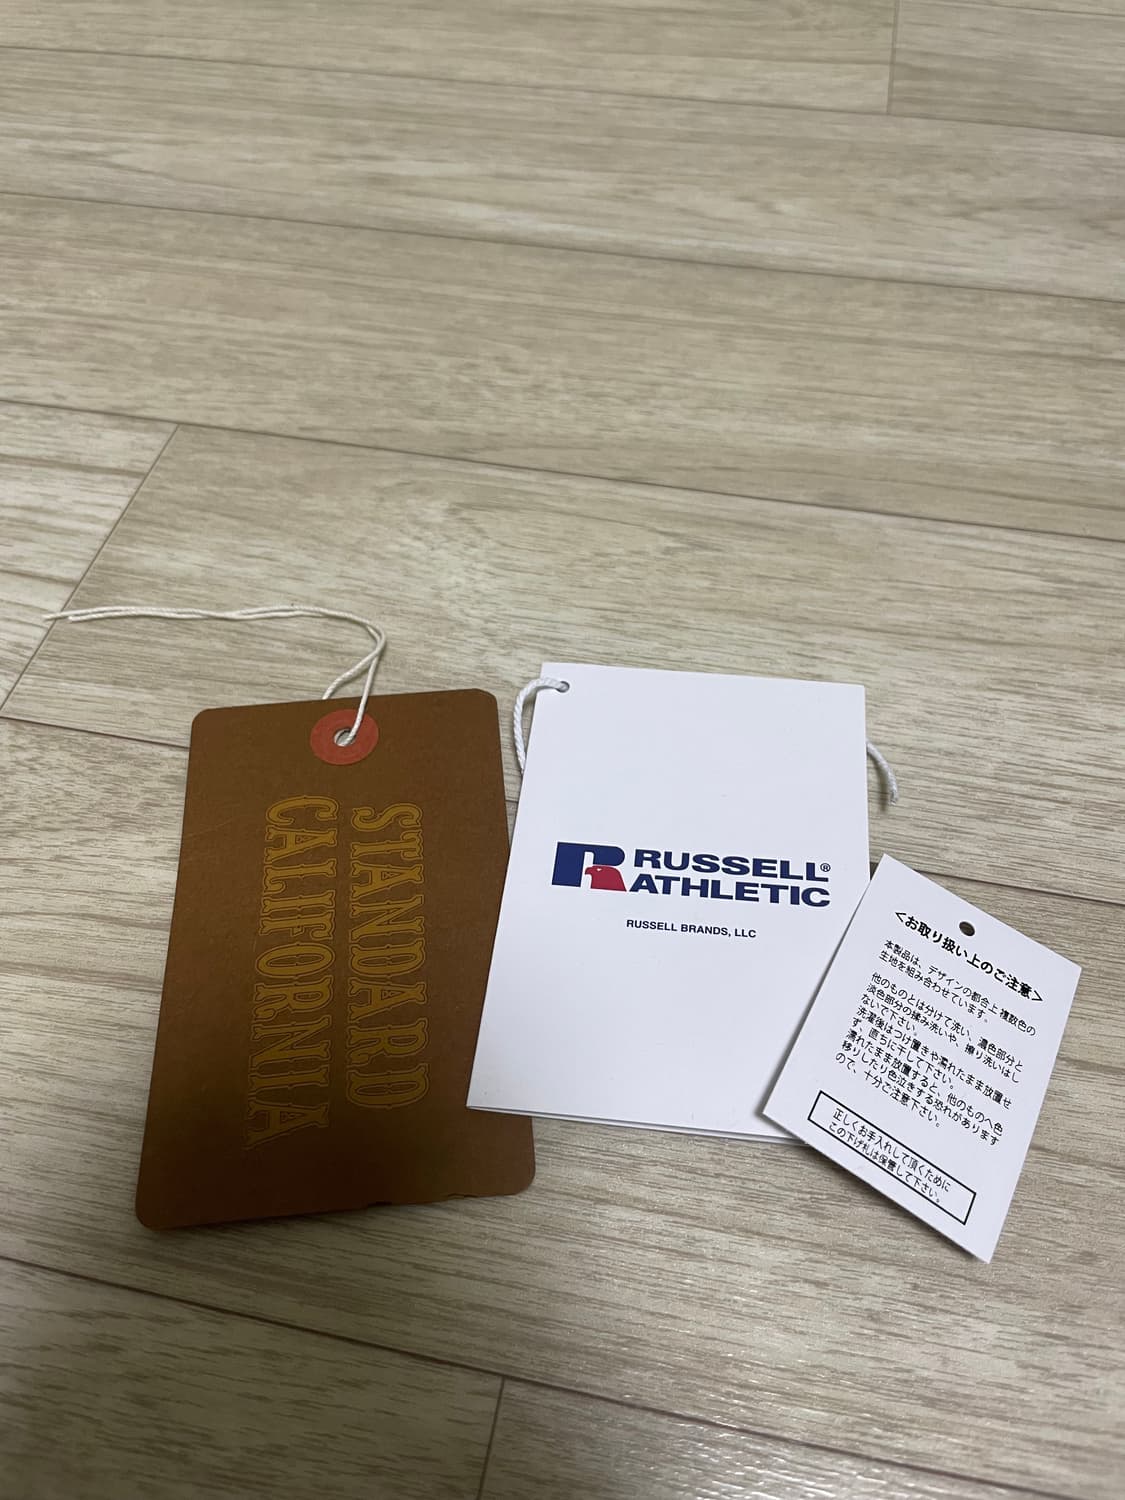 STANDARD
CALIFORNIA
RUSSELL®
ATHLETIC
RUSSELL BRANDS, LLC
<お取り扱い上のご注意>
本製品は、デザインの都合上 複数色の
生地を組み合わせています。
他のものとは分けて洗い、濃色部分と
淡色部分の揉み洗いや、擦り洗いはし
ないで下さい。
洗濯後はつけ置きや濡れたまま放置せ
ず、直ちに干して下さい。
濡れたまま放置すると、他のものへ色
移りしたり色泣きする恐れがあります
ので、十分ご注意下さい。
正しくお手入れして頂くために
この下げ札は保管して下さい。